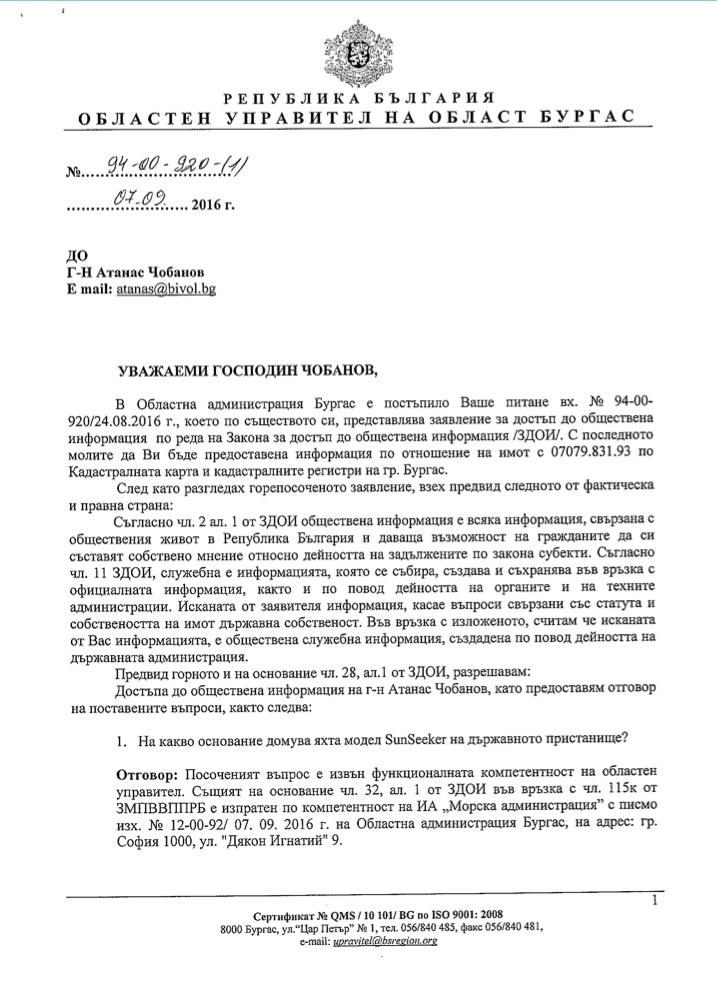 РЕПУБЛИКА БЪЛГАРИЯ
ОБЛАСТЕН УПРАВИТЕЛ НА ОБЛАСТ БУРГАС
№....94-00-920-(1)
....07.09.... 2016 г.
ДО
Г-Н Атанас Чобанов
E mail: atanas@bivol.bg
УВАЖАЕМИ ГОСПОДИН ЧОБАНОВ,
В Областна администрация Бургас е постъпило Ваше питане вх. № 94-00-
920/24.08.2016 г., което по същеcтвото си, представлява заявление за достъп до обществена
информация по реда на Закона за достъп до обществена информация /ЗДОИ/. С последното
молите да Ви бъде предоставена информация по отношение на имот с 07079.831.93 по
Кадастралната карта и кадастралните регистри на гр. Бургас.
След като разгледах горепосоченото заявление, взех предвид следното от фактическа
и правна страна:
Съгласно чл. 2 ал. 1 от ЗДОИ обществена информация е всяка информация, свързана с
обществения живот в Република България и даваща възможност на гражданите да си
съставят собствено мнение относно дейността на задължените по закона субекти. Съгласно
чл. 11 ЗДОИ, служебна е информацията, която се събира, създава и съхранява във връзка с
официалната информация, както и по повод дейността на органите и на техните
администрации. Исканата от заявителя информация, касае въпроси свързани със статута и
собствеността на имот държавна собственост. Във връзка с изложеното, считам че исканата
от Вас информацията, е обществена служебна информация, създадена по повод дейността на
държавната администрация.
Предвид горното и на основание чл. 28, ал.1 от ЗДОИ, разрешавам:
Достъпа до обществена информация на г-н Атанас Чобанов, като предоставям отговор
на поставените въпроси, както следва:
1. На какво основание домува яхта модел SunSeeker на държавното пристанище?
Отговор: Посоченият въпрос е извън функционалната компетентност на областен
управител. Същият на основание чл. 32, ал. 1 от ЗДОИ във връзка с чл. 115к от
ЗМПВВППРБ е изпратен по компетентност на ИА „Морска администрация" с писмо
изх. № 12-00-92/ 07. 09. 2016 г. на Областна администрация Бургас, на адрес: гр.
София 1000, ул. "Дякон Игнатий" 9.
1
Сертификат № QMS / 10 101/ BG по ISO 9001: 2008
8000 Бургас, ул.“Цар Петър” № 1, тел. 056/840 485, факс 056/840 481,
e-mail: upravitel@bsregion.org